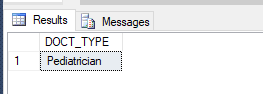 Results Messages
DOCT_TYPE
1 Pediatrician